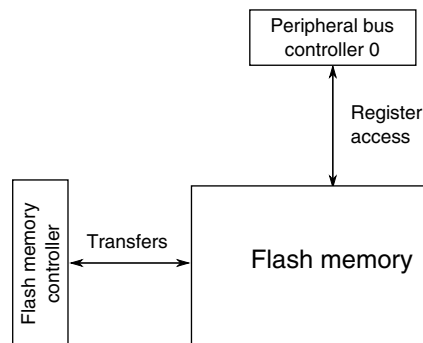 Peripheral bus
controller 0
Register
access
Transfers
Flash memory
Flash memory
controller